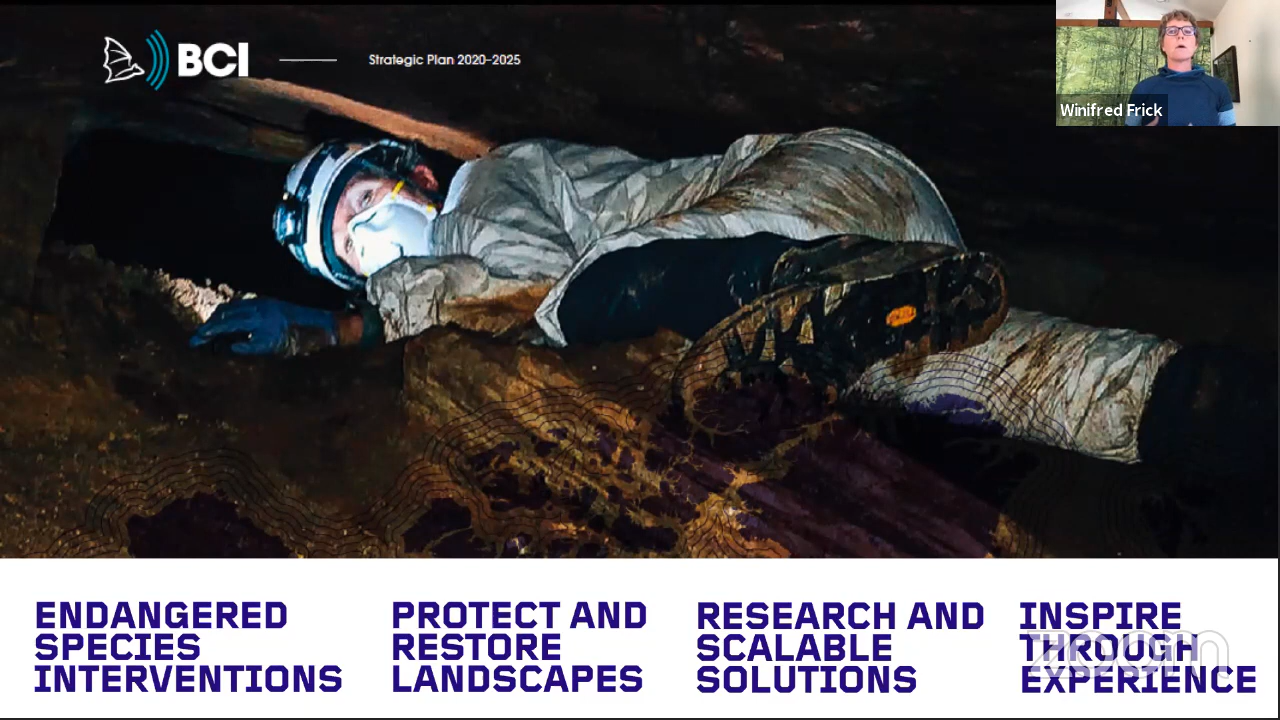 BCI
Strategic Plan 2020-2025
Winifred Frick
ENDANGERED
SPECIES
INTERVENTIONS
PROTECT AND
RESTORE
LANDSCAPES
RESEARCH AND
SCALABLE
SOLUTIONS
INSPIRE
THROUGH
EXPERIENCE
zoom